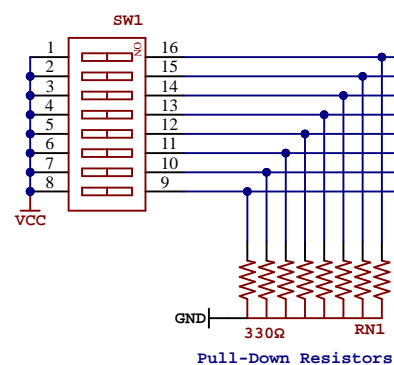 SW1
ON
1 16
2 15
3 14
4 13
5 12
6 11
7 10
8 9
VCC
GND
330Ω RN1
Pull-Down Resistors